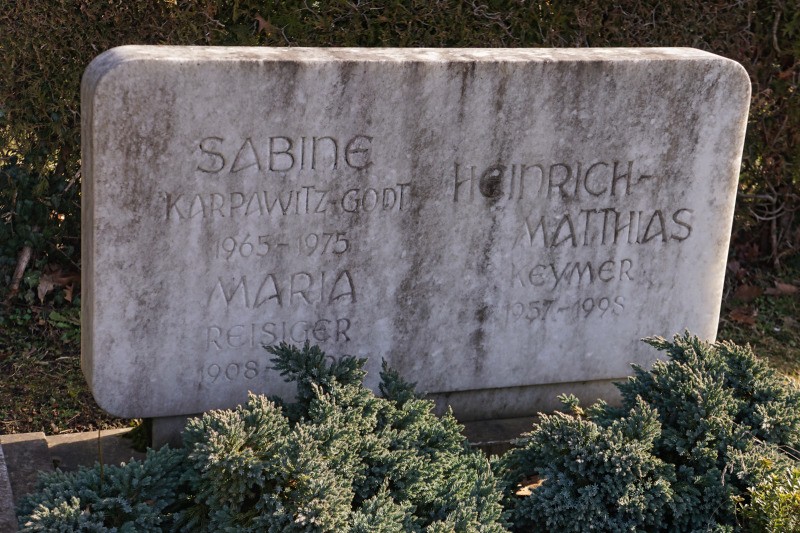 SABINE
KARPAWITZ-GODT
1965-1975
MARIA
REISIGER
1908-
HEINRICH-
MATTHIAS
KEYMER
1957-1998